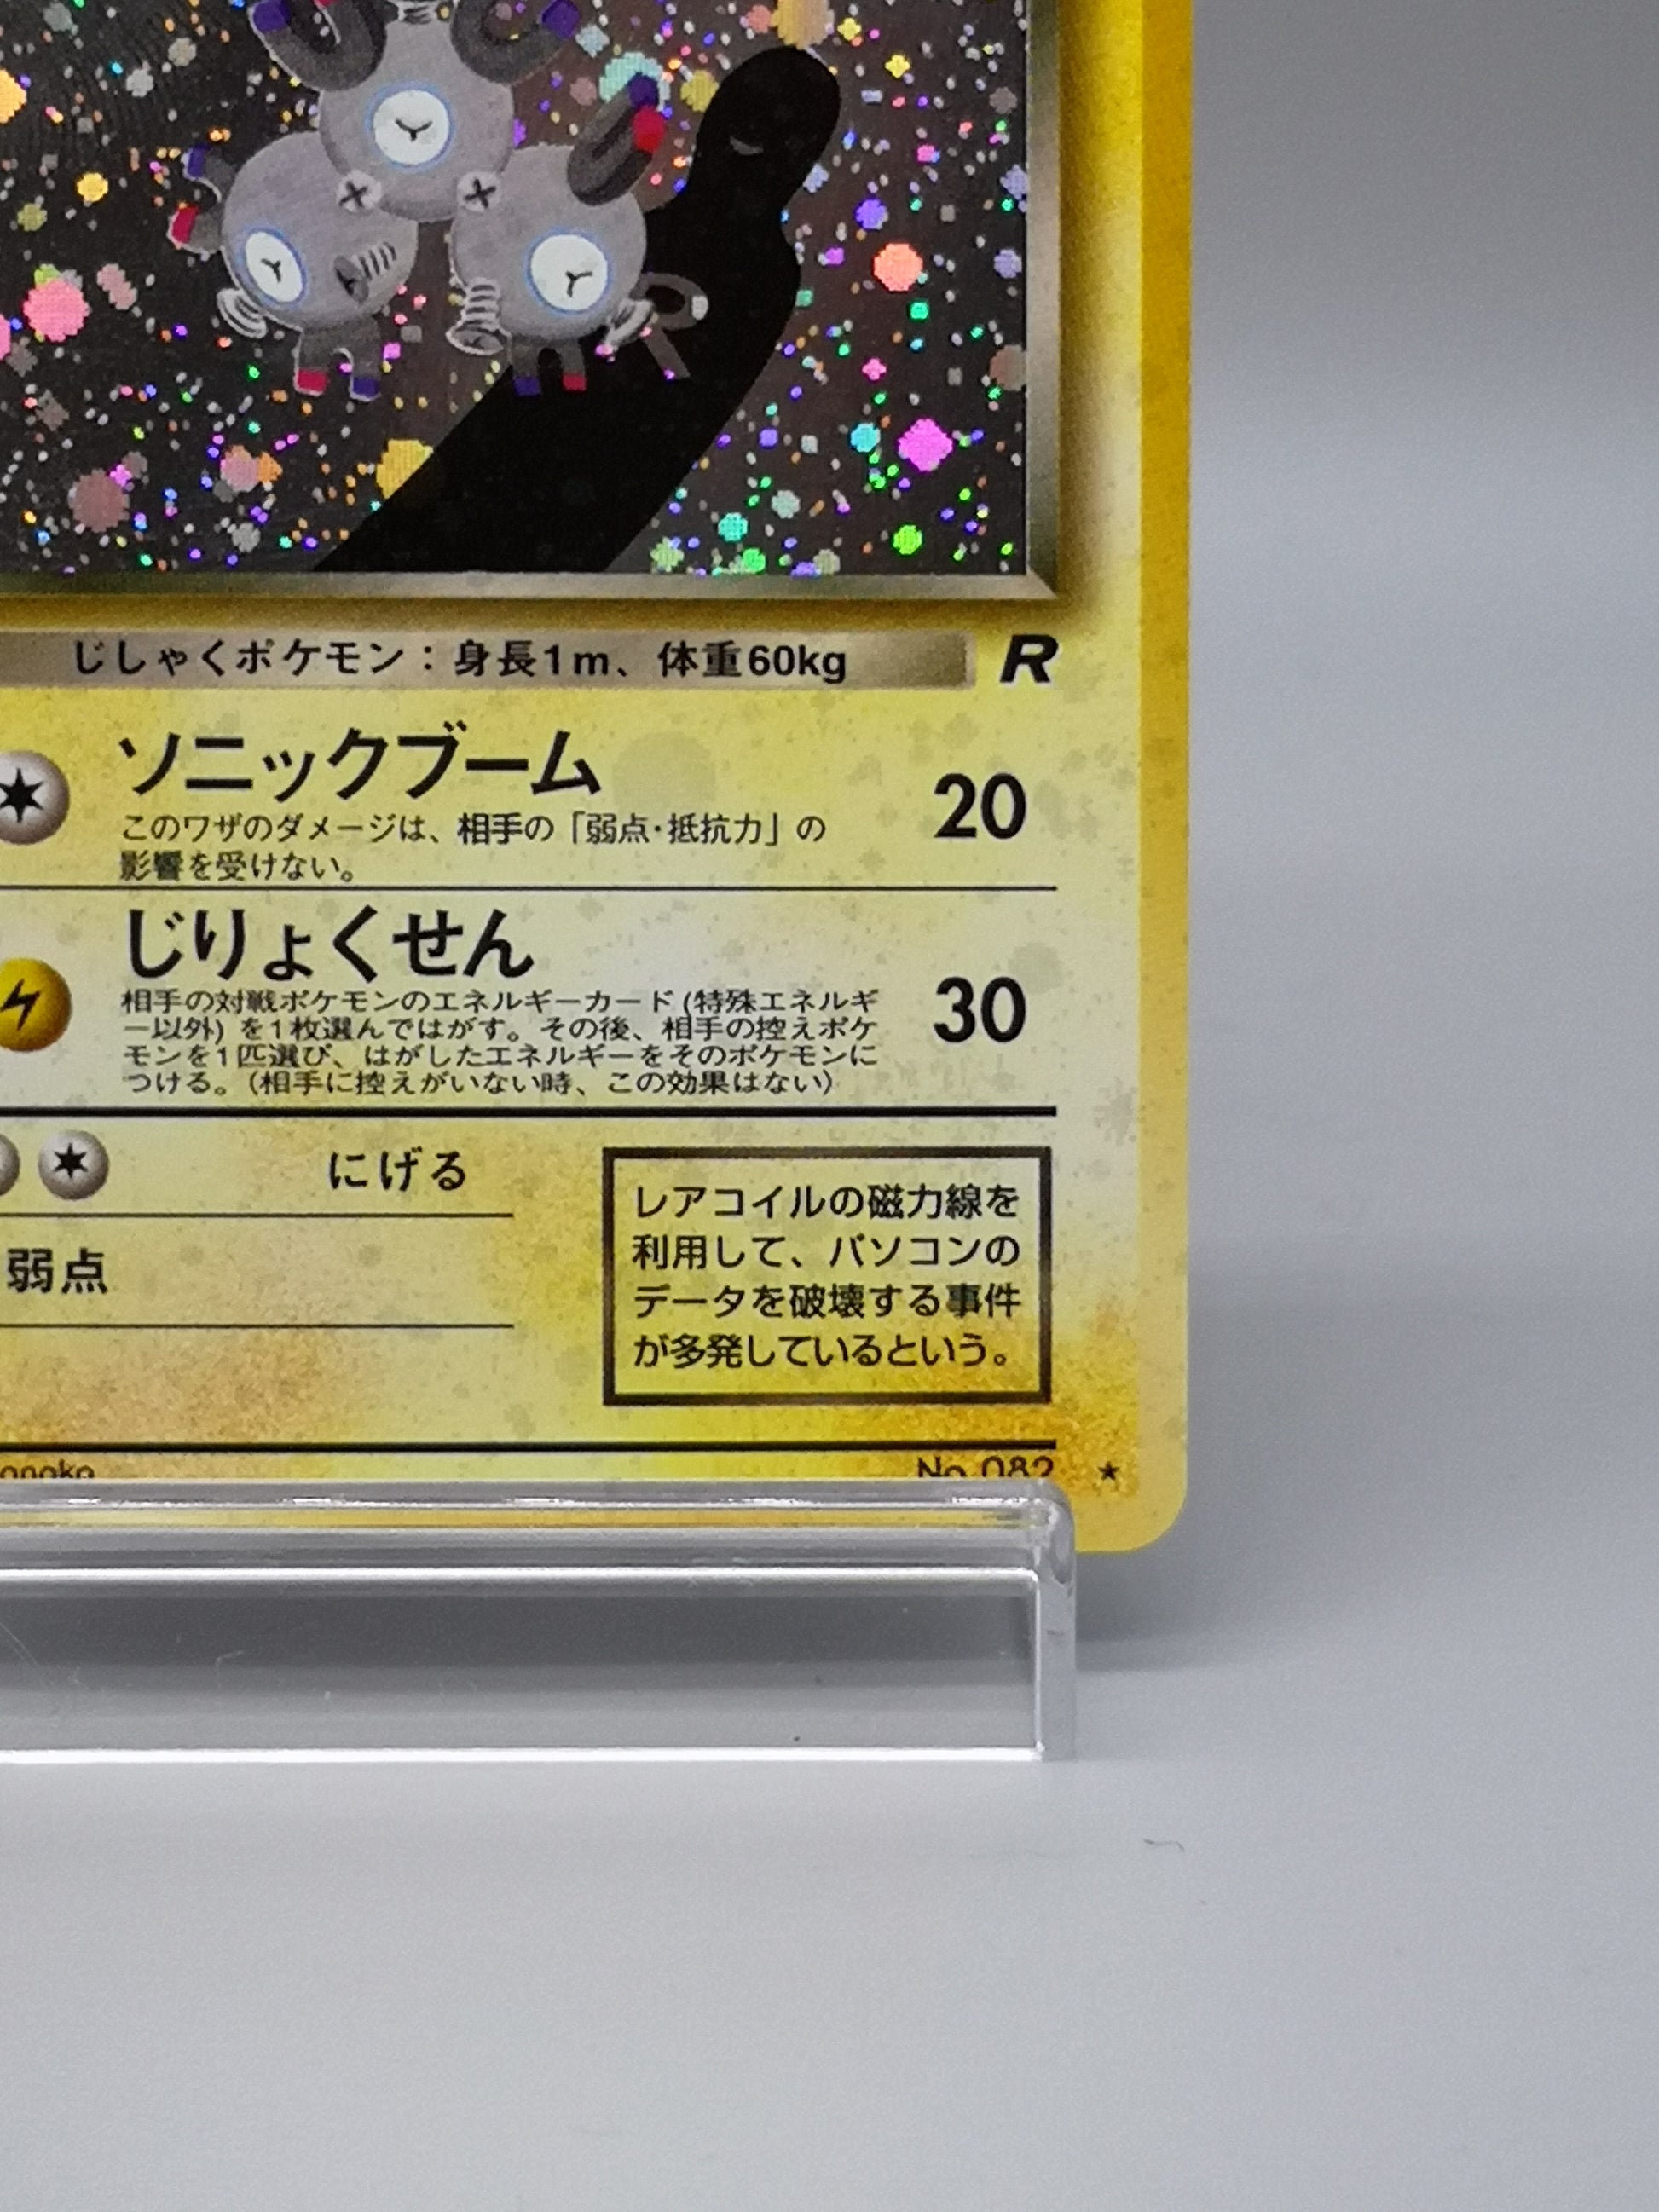 じしゃくポケモン：身長1m、体重60kg R
ソニックブーム 20
このワザのダメージは、相手の「弱点・抵抗力」の
影響を受けない。
じりょくせん 30
相手の対戦ポケモンのエネルギーカード(特殊エネルギ
ー以外) を1枚選んではがす。その後、相手の控えポケ
モンを1匹選び、はがしたエネルギーをそのポケモンに
つける。(相手に控えがいない時、この効果はない)
にげる
弱点
レアコイルの磁力線を
利用して、パソコンの
データを破壊する事件
が多発しているという。
No.082 ★